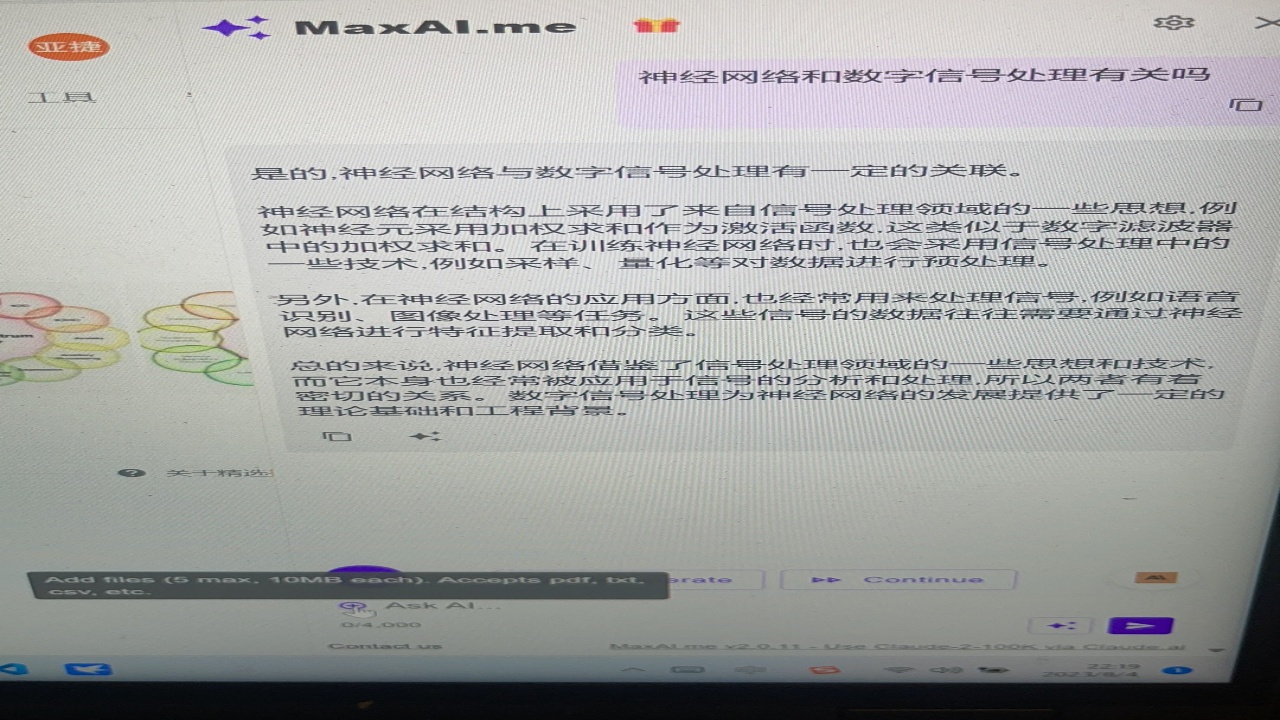 MaxAI.me
亚捷
工具
神经网络和数字信号处理有关吗
是的,神经网络与数字信号处理有一定的关联。
神经网络在结构上采用了来自信号处理领域的一些思想,例
如神经元采用加权求和作为激活函数,这类似于数字滤波器
中的加权求和。 在训练神经网络时,也会采用信号处理中的
一些技术,例如采样、 量化等对数据进行预处理。
另外,在神经网络的应用方面,也经常用来处理信号,例如语音
识别、图像处理等任务。 这些信号的数据往往需要通过神经
网络进行特征提取和分类。
总的来说,神经网络借鉴了信号处理领域的一些思想和技术,
而它本身也经常被应用于信号的分析和处理,所以两者有着
密切的关系。 数字信号处理为神经网络的发展提供了一定的
理论基础和工程背景。
关于精选
Add files (5 max, 10MB each). Accepts pdf, txt,
csv, etc.
erate
Continue
Ask AI...
0/4,000
Contact us
MaxAI.me v2.0.11 - Use Claude-2-100K via Claude.ai
22:19
2023/8/4